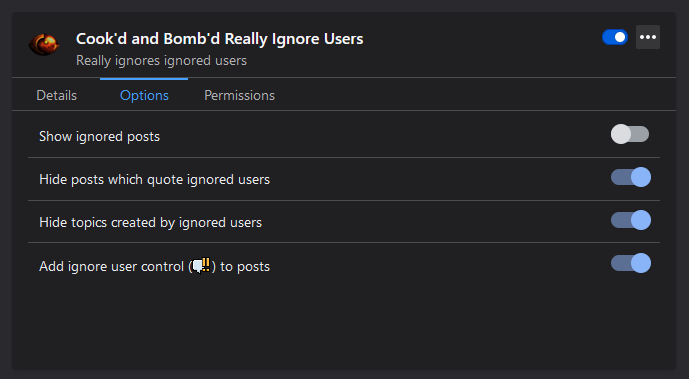 Cook'd and Bomb'd Really Ignore Users
Really ignores ignored users
Details Options Permissions
Show ignored posts
Hide posts which quote ignored users
Hide topics created by ignored users
Add ignore user control ( ) to posts